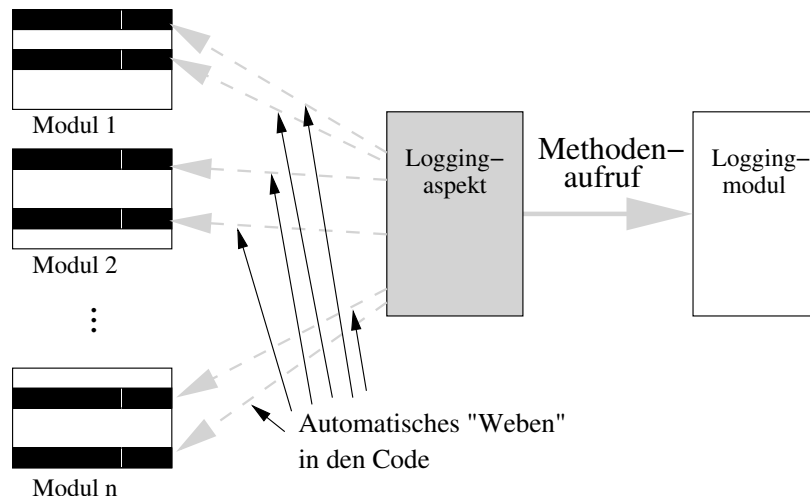 Modul 1
Modul 2
⋮
Modul n
Logging–
aspekt
Methoden–
aufruf
Logging–
modul
Automatisches "Weben"
in den Code